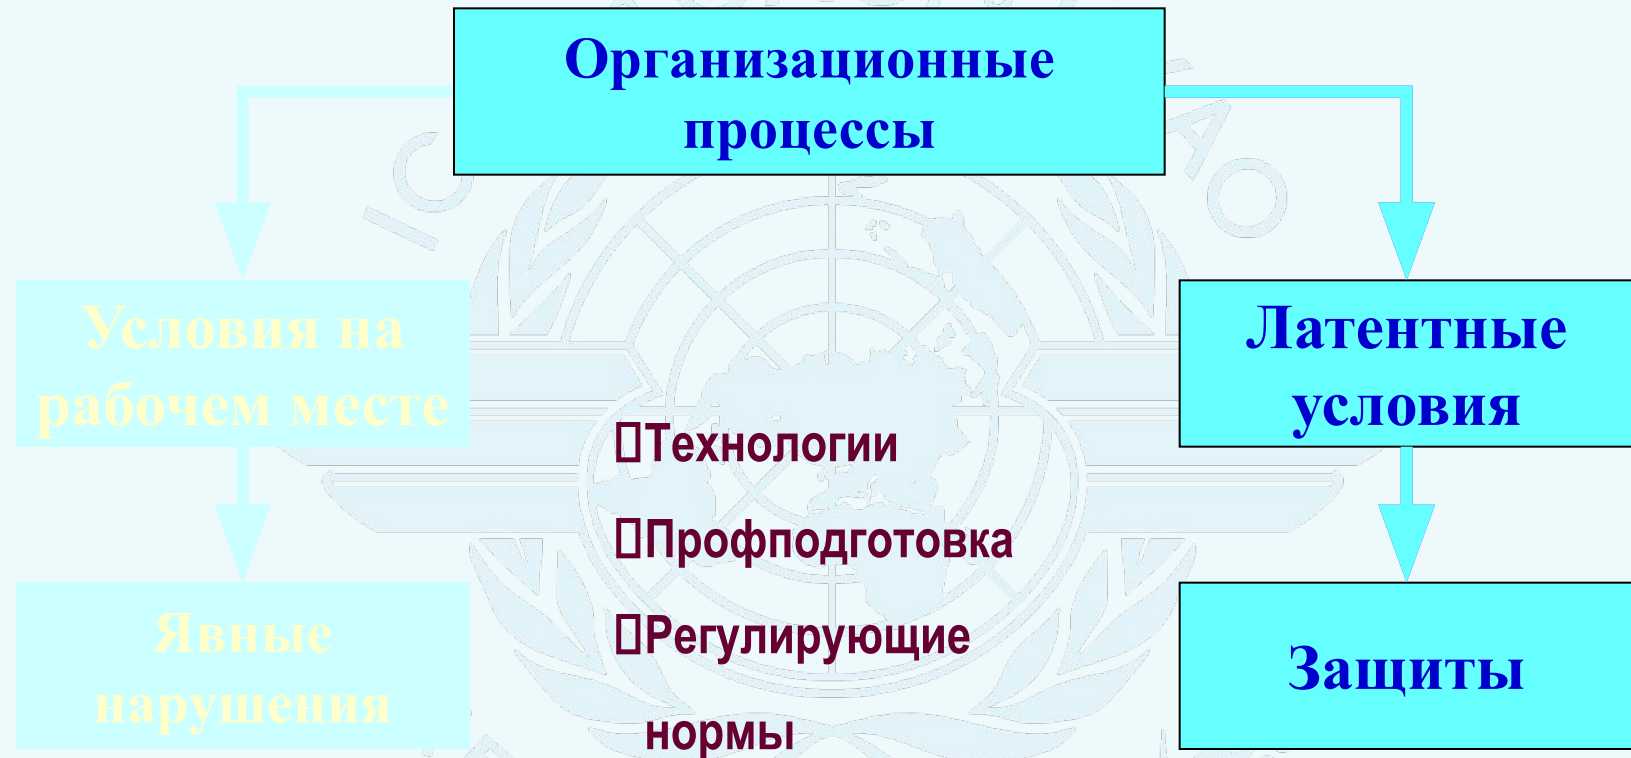 Организационные
процессы
Условия на
рабочем месте
Латентные
условия
Технологии
Профподготовка
Регулирующие
нормы
Явные
нарушения
Защиты